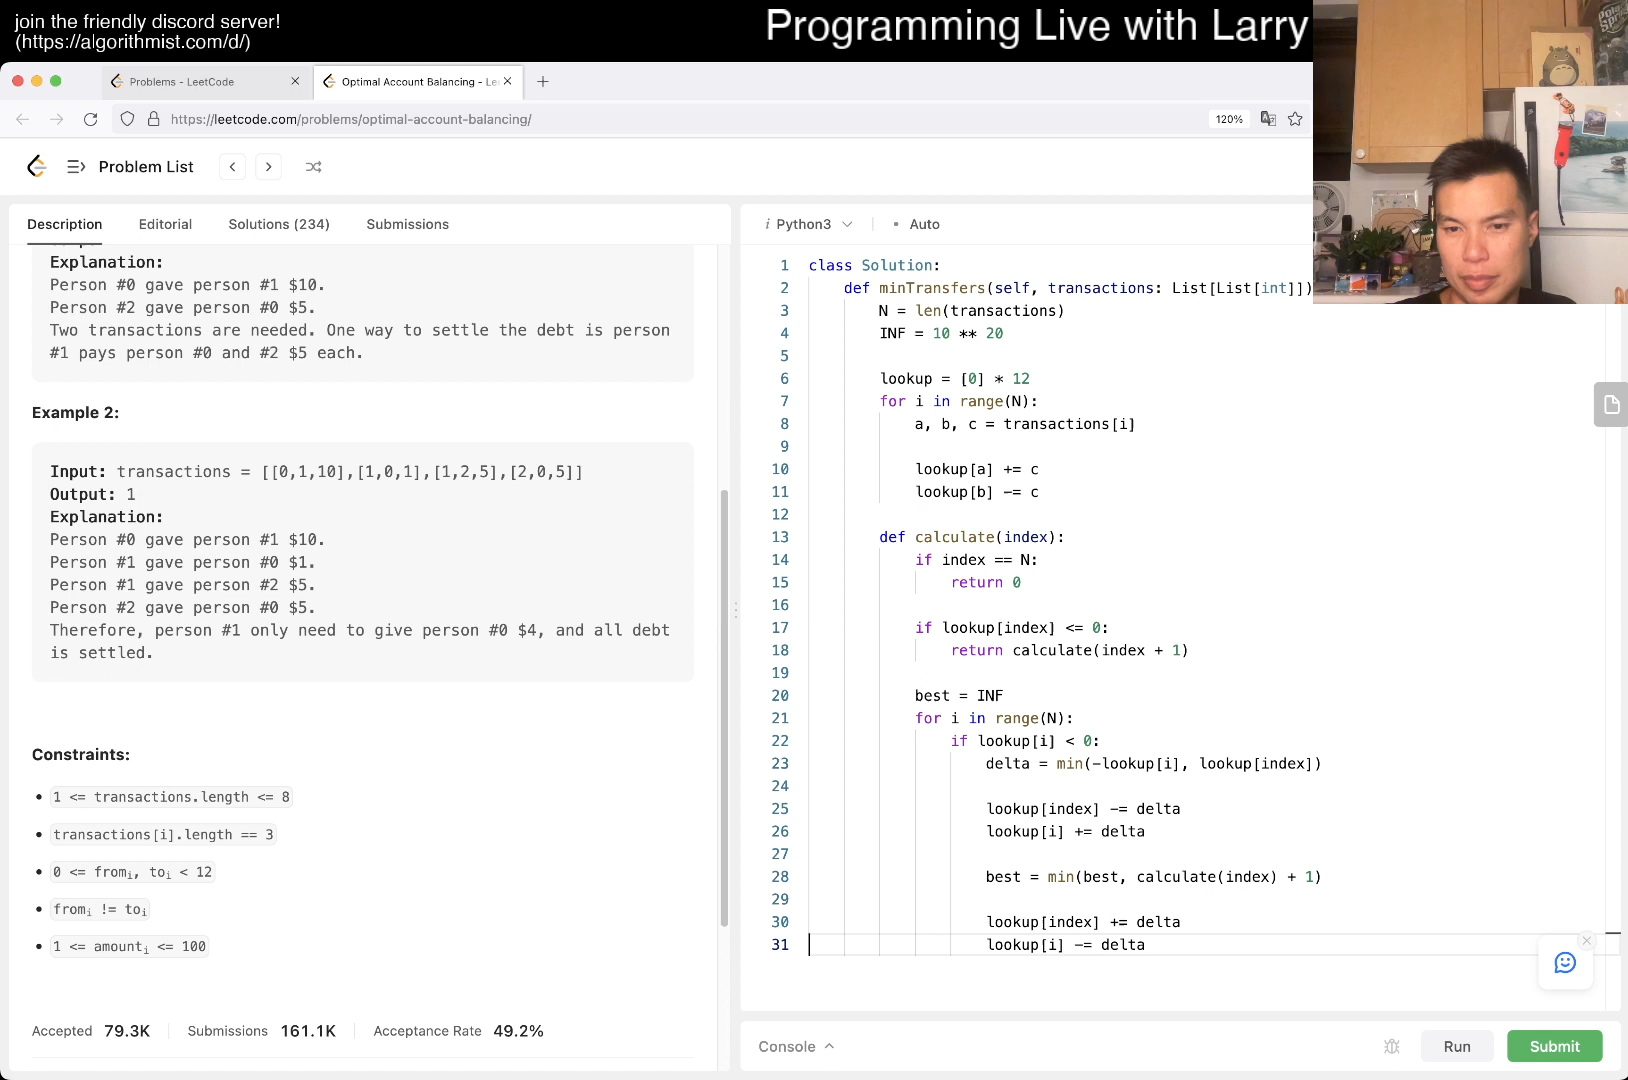 join the friendly discord server!
(https://algorithmist.com/d/)
Programming Live with Larry
Problems - LeetCode
Optimal Account Balancing - Le
https://leetcode.com/problems/optimal-account-balancing/
120%
Problem List
Description
Editorial
Solutions (234)
Submissions
Explanation:
Person #0 gave person #1 $10.
Person #2 gave person #0 $5.
Two transactions are needed. One way to settle the debt is person
#1 pays person #0 and #2 $5 each.
Example 2:
Input: transactions = [[0,1,10],[1,0,1],[1,2,5],[2,0,5]]
Output: 1
Explanation:
Person #0 gave person #1 $10.
Person #1 gave person #0 $1.
Person #1 gave person #2 $5.
Person #2 gave person #0 $5.
Therefore, person #1 only need to give person #0 $4, and all debt
is settled.
Constraints:
• 1 <= transactions.length <= 8
• transactions[i].length == 3
• 0 <= fromi, toi < 12
• fromi != toi
• 1 <= amounti <= 100
Accepted 79.3K
Submissions 161.1K
Acceptance Rate 49.2%
i Python3
• Auto
1 class Solution:
2 def minTransfers(self, transactions: List[List[int]])
3 N = len(transactions)
4 INF = 10 ** 20
5
6 lookup = [0] * 12
7 for i in range(N):
8 a, b, c = transactions[i]
9
10 lookup[a] += c
11 lookup[b] -= c
12
13 def calculate(index):
14 if index == N:
15 return 0
16
17 if lookup[index] <= 0:
18 return calculate(index + 1)
19
20 best = INF
21 for i in range(N):
22 if lookup[i] < 0:
23 delta = min(-lookup[i], lookup[index])
24
25 lookup[index] -= delta
26 lookup[i] += delta
27
28 best = min(best, calculate(index) + 1)
29
30 lookup[index] += delta
31 lookup[i] -= delta
Console
Run
Submit